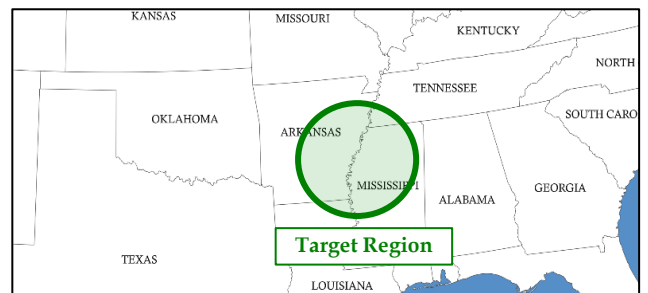 KANSAS
MISSOURI
KENTUCKY
NORTH
TENNESSEE
OKLAHOMA
ARKANSAS
SOUTH CARO
MISSISSIPPI
ALABAMA
GEORGIA
Target Region
TEXAS
LOUISIANA